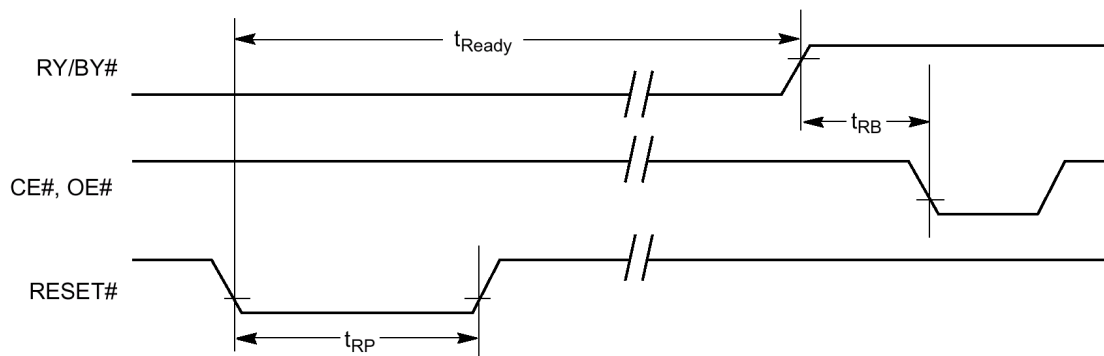 tReady
RY/BY#
tRB
CE#, OE#
RESET#
tRP